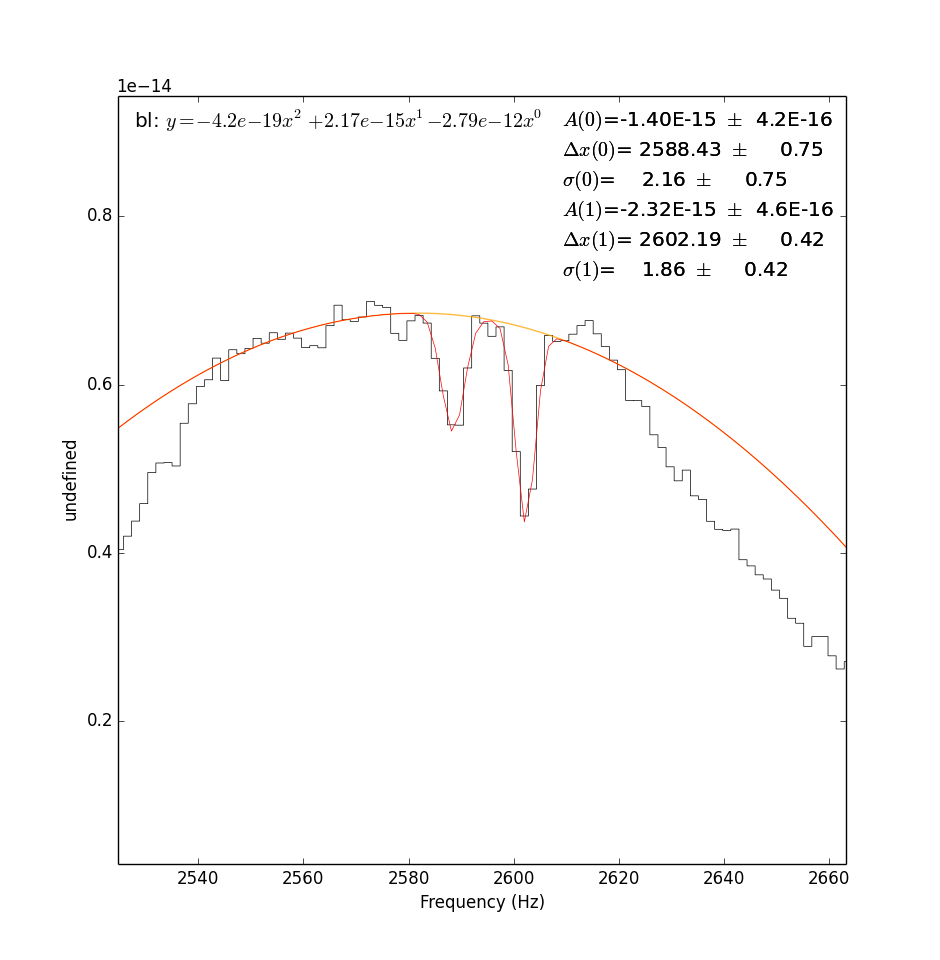 1e−14
bl: y=−4.2e−19x² +2.17e−15x¹ −2.79e−12x⁰
A(0)=-1.40E-15 ± 4.2E-16
Δx(0)= 2588.43 ± 0.75
σ(0)= 2.16 ± 0.75
A(1)=-2.32E-15 ± 4.6E-16
Δx(1)= 2602.19 ± 0.42
σ(1)= 1.86 ± 0.42
0.8
0.6
0.4
0.2
undefined
2540 2560 2580 2600 2620 2640 2660
Frequency (Hz)